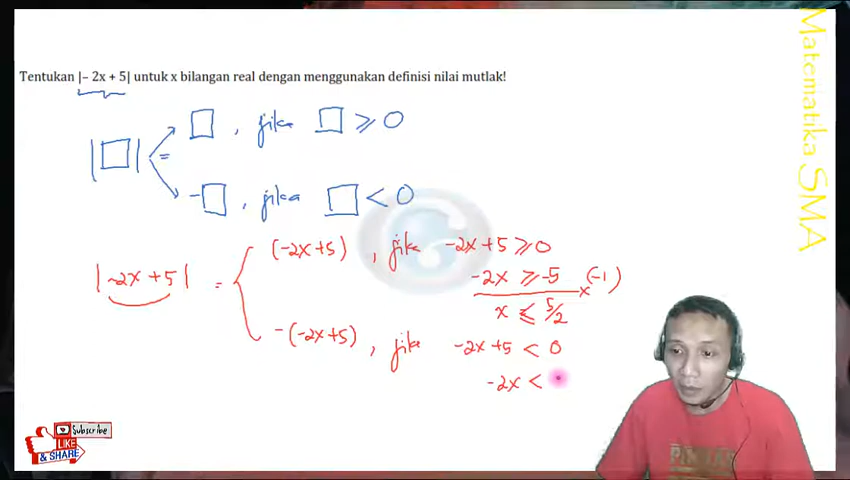 Tentukan |– 2x + 5| untuk x bilangan real dengan menggunakan definisi nilai mutlak!
□ , jika □ ≥ 0
|□| =
-□ , jika □ < 0
|-2x + 5| = (-2x+5) , jika -2x+5 ≥ 0
-2x ≥ -5
x (-1)
x ≤ 5/2
-(-2x+5) , jika -2x+5 < 0
-2x <
Matematika SMA
Subscribe
LIKE
& SHARE